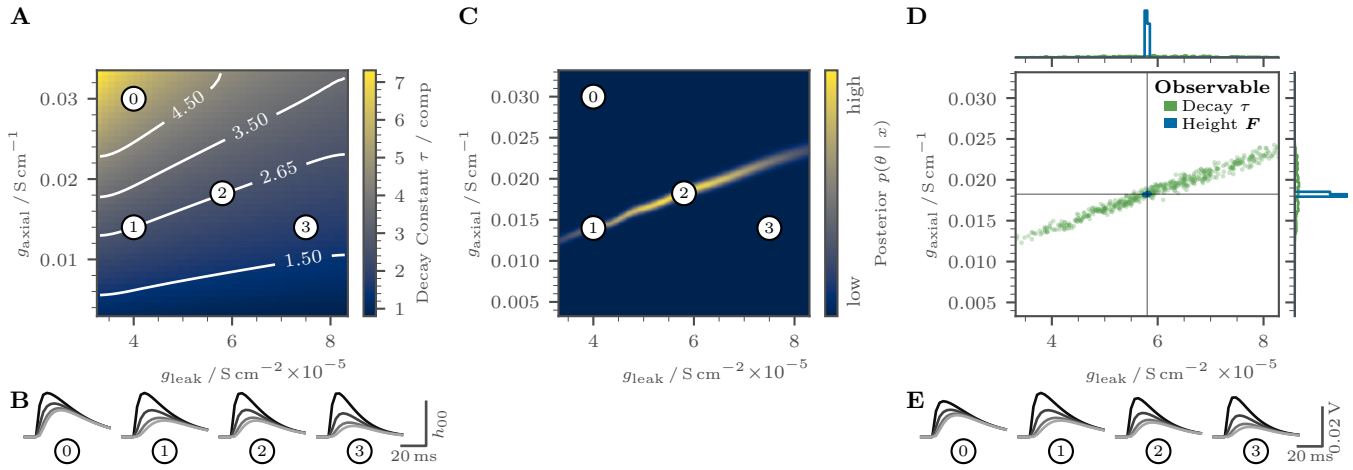 A
g_axial / S cm⁻¹
0.03
0.02
0.01
4.50
3.50
2.65
1.50
0
1
2
3
4
6
8
g_leak / S cm⁻² ×10⁻⁵
7
6
5
4
3
2
1
Decay Constant τ / comp
B
0
1
2
3
h₀₀
20 ms
C
g_axial / S cm⁻¹
0.030
0.025
0.020
0.015
0.010
0.005
0
1
2
3
4
6
8
g_leak / S cm⁻² ×10⁻⁵
high
low
Posterior p(θ | x)
D
Observable
Decay τ
Height F
g_axial / S cm⁻¹
0.030
0.025
0.020
0.015
0.010
0.005
4
6
8
g_leak / S cm⁻² ×10⁻⁵
E
0
1
2
3
0.02 V
20 ms